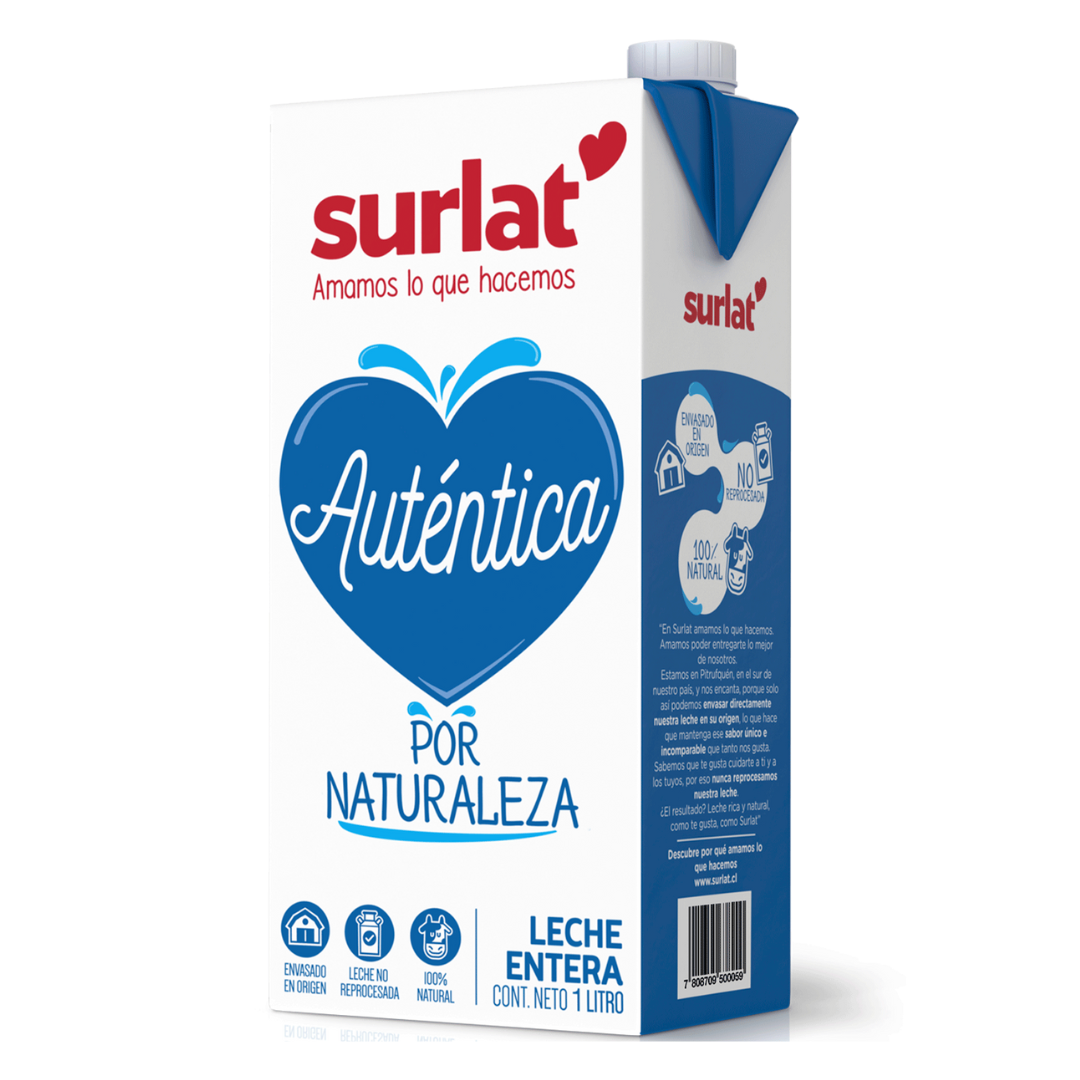 surlat
Amamos lo que hacemos
Auténtica
POR
NATURALEZA
ENVASADO
EN ORIGEN
LECHE NO
REPROCESADA
100%
NATURAL
LECHE
ENTERA
CONT. NETO 1 LITRO
surlat
ENVASADO
EN
ORIGEN
NO
REPROCESADA
100%
NATURAL
"En Surlat amamos lo que hacemos.
Amamos poder entregarte lo mejor
de nosotros.
Estamos en Pitrufquén, en el sur de
nuestro país, y nos encanta, porque solo
así podemos envasar directamente
nuestra leche en su origen, lo que hace
que mantenga ese sabor único e
incomparable que tanto nos gusta.
Sabemos que te gusta cuidarte a ti y a
los tuyos, por eso nunca reprocesamos
nuestra leche.
¿El resultado? Leche rica y natural,
como te gusta, como Surlat"
Descubre por qué amamos lo
que hacemos
www.surlat.cl
7 808709 500059